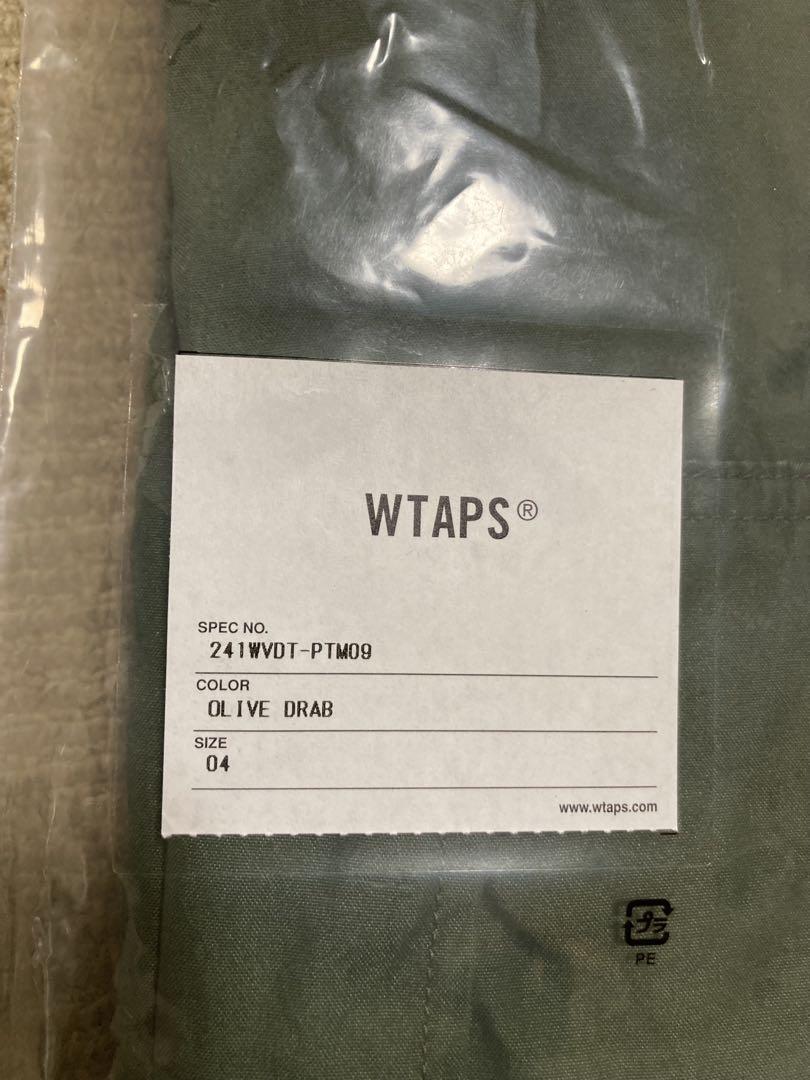 WTAPS®
SPEC NO.
241WVDT-PTM09
COLOR
OLIVE DRAB
SIZE
04
www.wtaps.com
プラ
PE